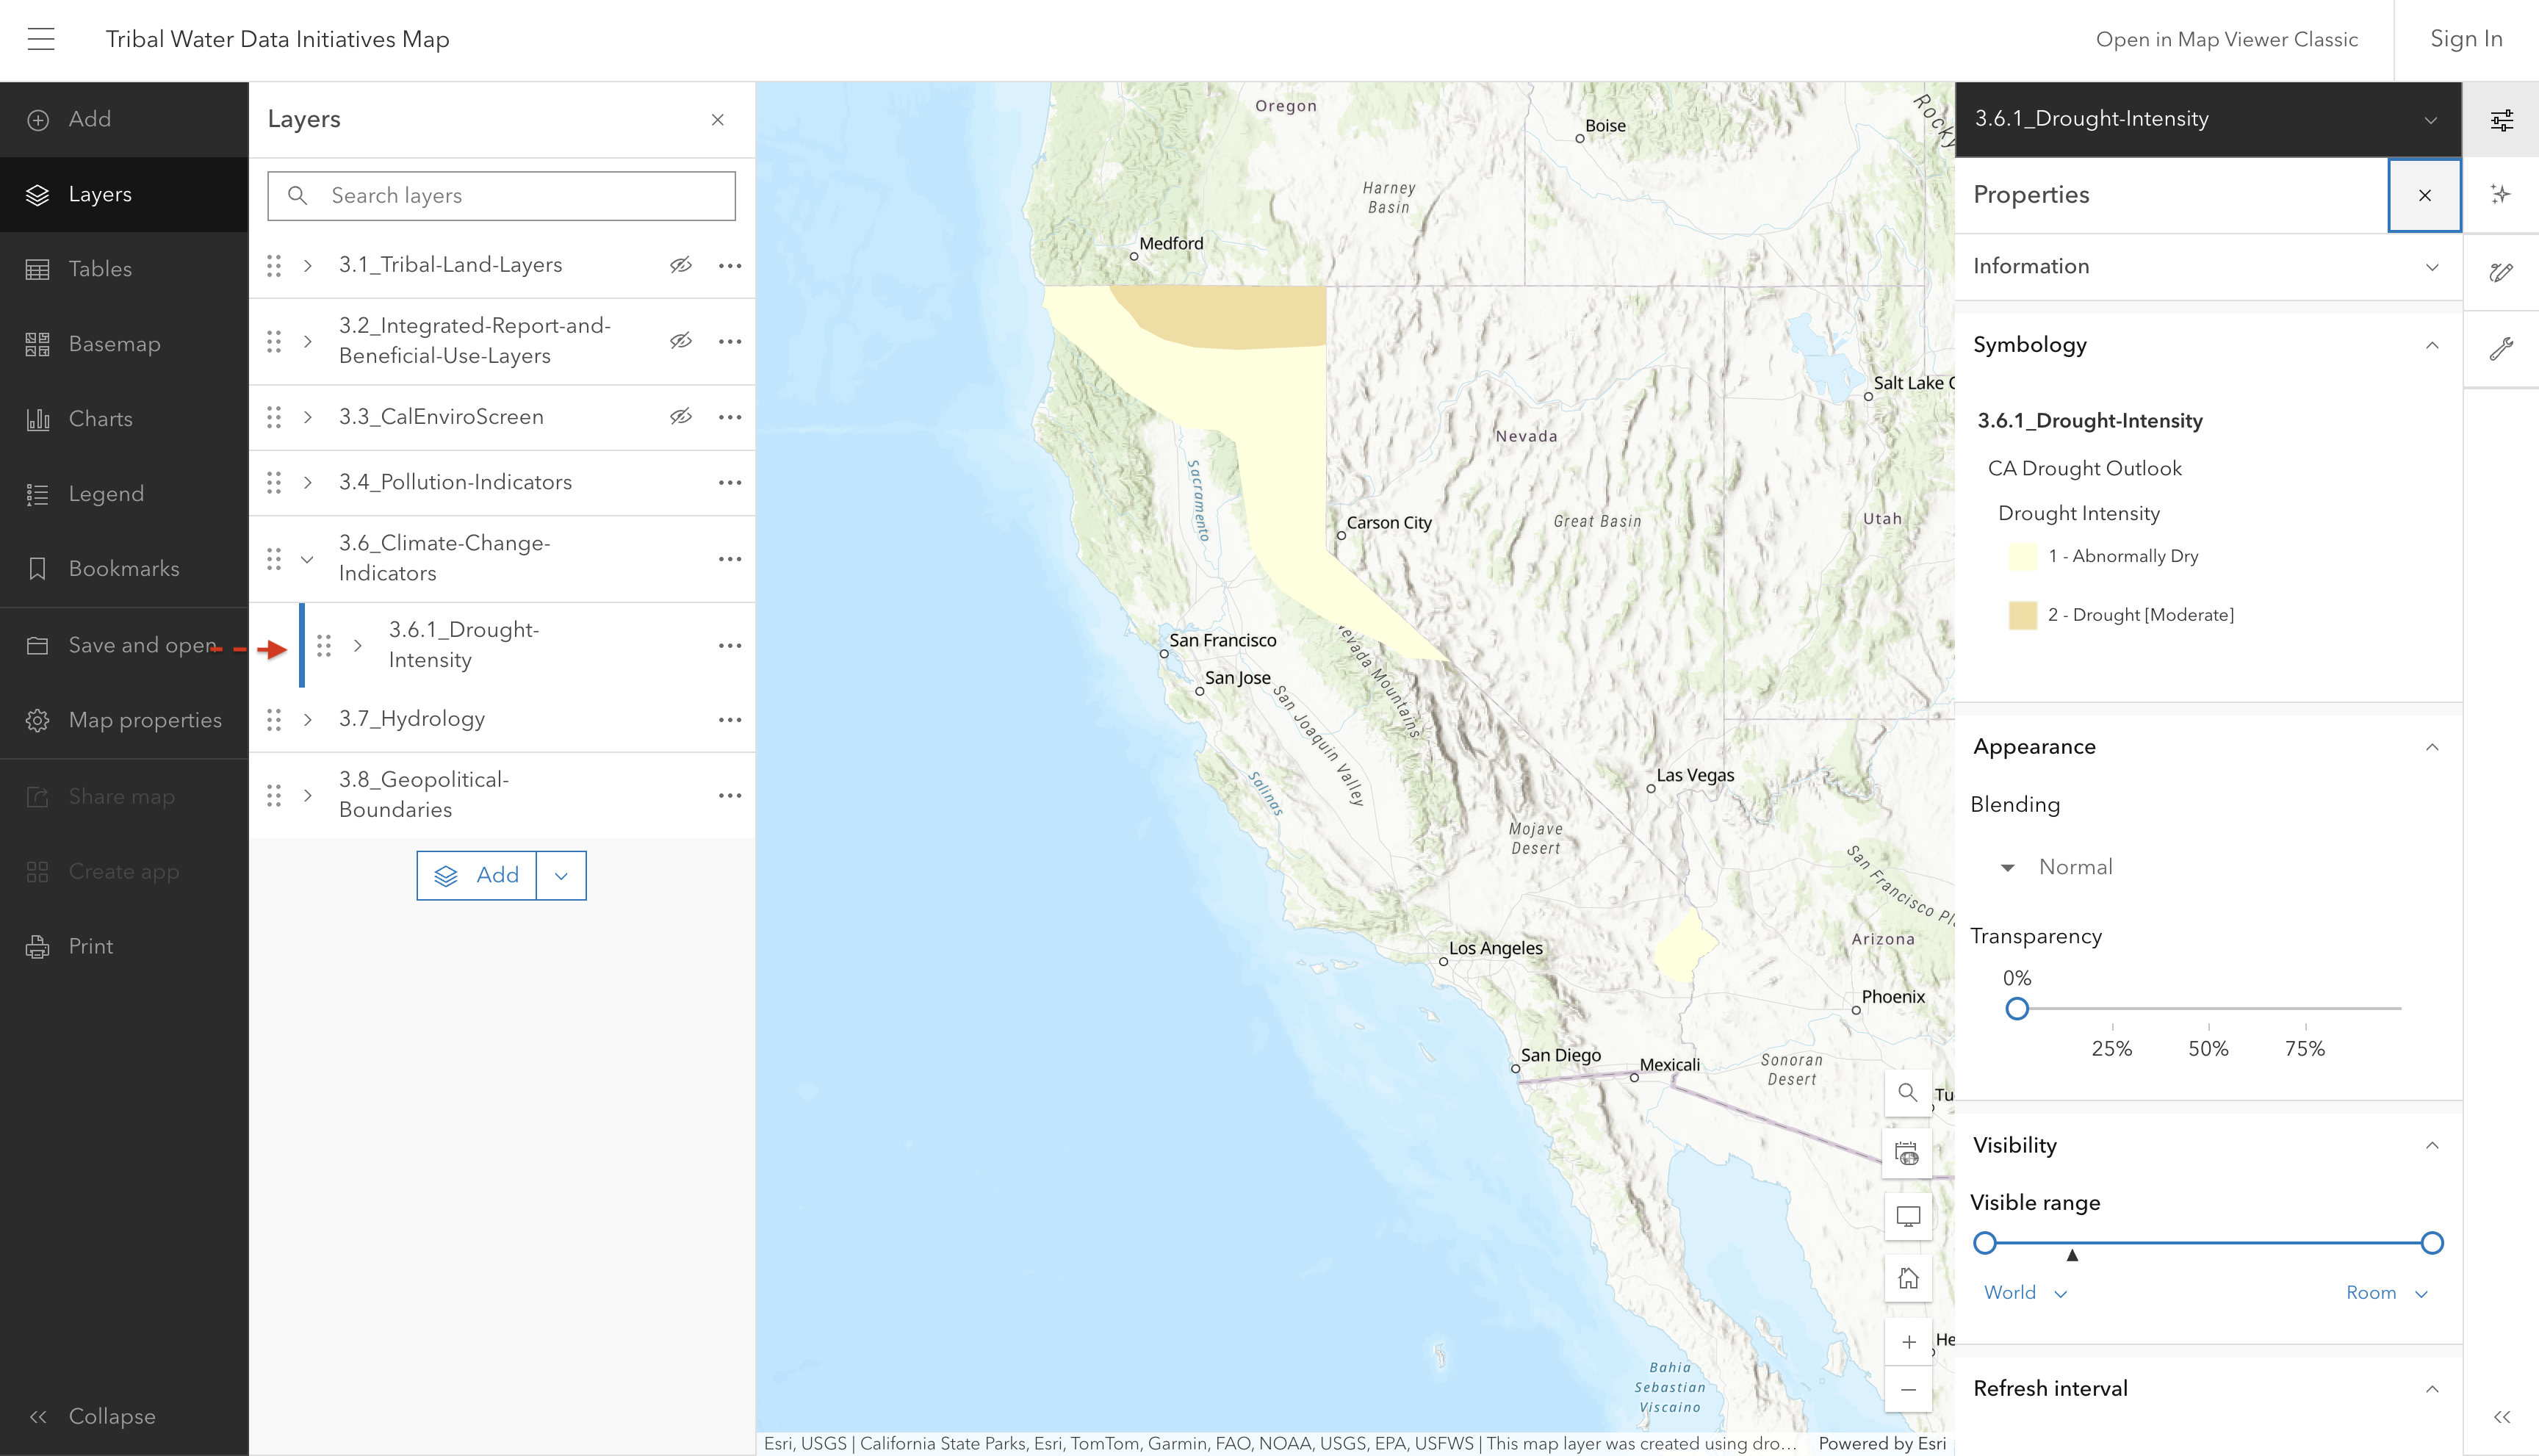 Tribal Water Data Initiatives Map
Open in Map Viewer Classic
Sign In
Add
Layers
Tables
Basemap
Charts
Legend
Bookmarks
Save and open
Map properties
Share map
Create app
Print
Collapse
Layers
Search layers
3.1_Tribal-Land-Layers
3.2_Integrated-Report-and-
Beneficial-Use-Layers
3.3_CalEnviroScreen
3.4_Pollution-Indicators
3.6_Climate-Change-
Indicators
3.6.1_Drought-
Intensity
3.7_Hydrology
3.8_Geopolitical-
Boundaries
Add
Oregon
Boise
Rocky
Harney
Basin
Medford
Salt Lake C
Nevada
Sacramento
Carson City
Great Basin
Utah
San Francisco
San Jose
Nevada Mountains
San Joaquin Valley
Salinas
Las Vegas
Mojave
Desert
San Francisco Pl
Arizona
Los Angeles
Phoenix
San Diego
Mexicali
Sonoran
Desert
Tu
He
Bahia
Sebastian
Viscaino
Esri, USGS | California State Parks, Esri, TomTom, Garmin, FAO, NOAA, USGS, EPA, USFWS | This map layer was created using dro...
Powered by Esri
3.6.1_Drought-Intensity
Properties
Information
Symbology
3.6.1_Drought-Intensity
CA Drought Outlook
Drought Intensity
1 - Abnormally Dry
2 - Drought [Moderate]
Appearance
Blending
Normal
Transparency
0%
25% 50% 75%
Visibility
Visible range
World
Room
Refresh interval